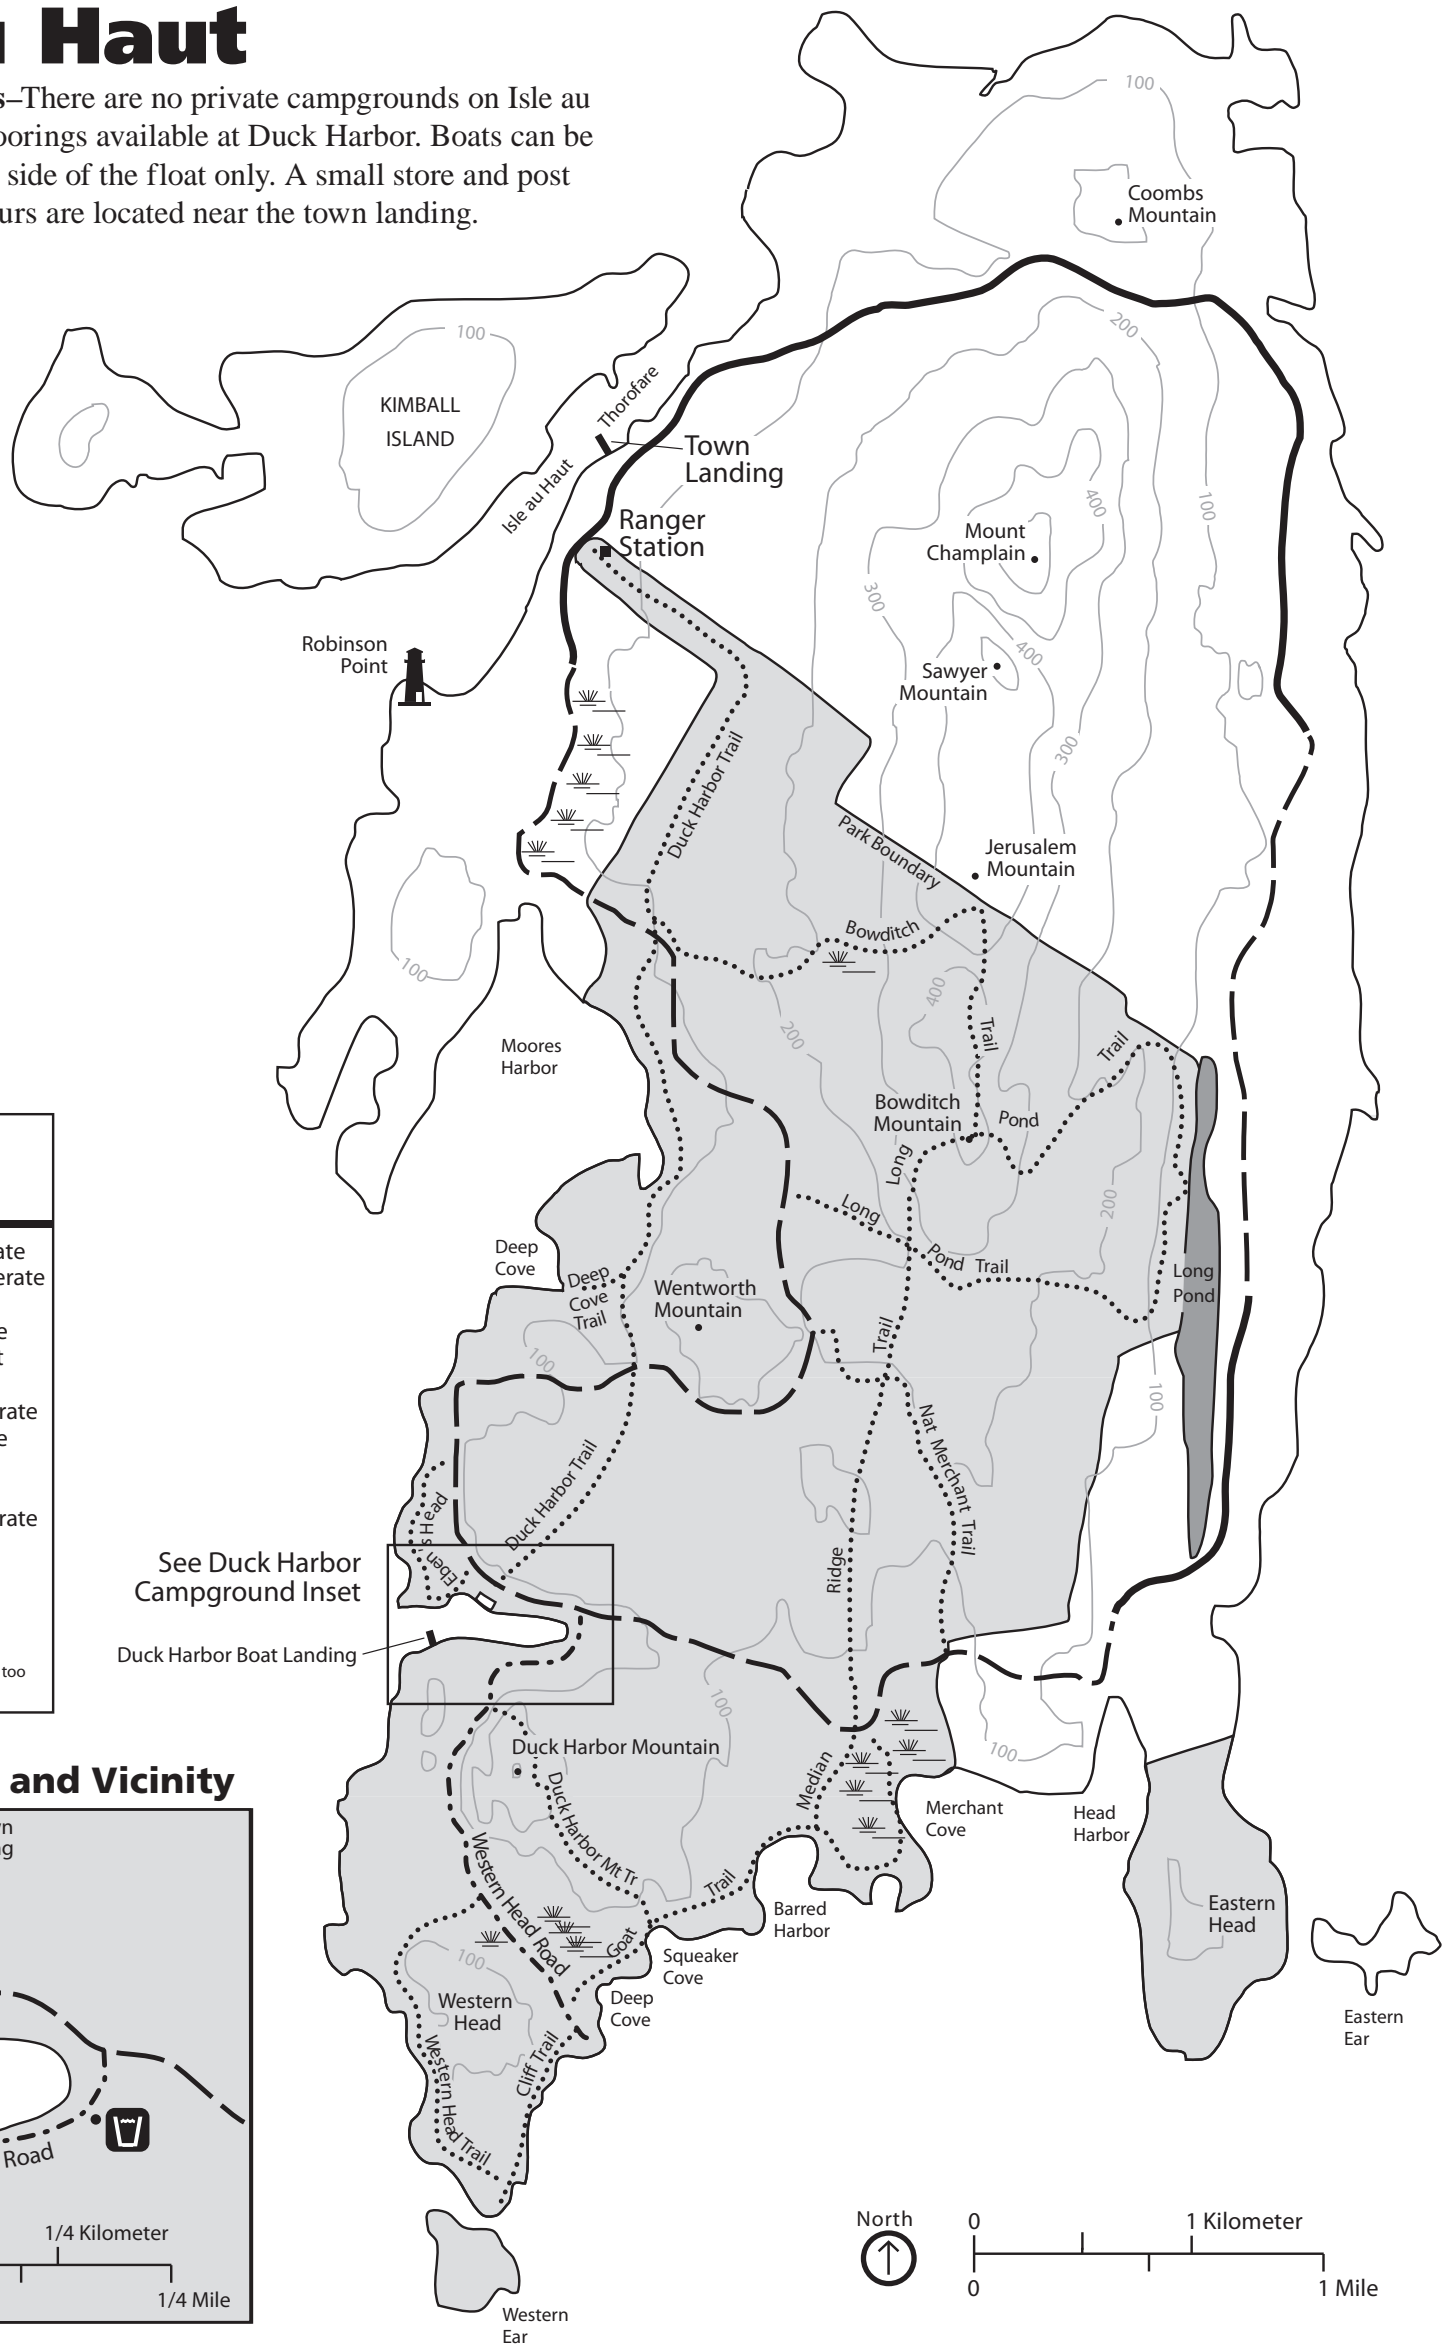 Haut
–There are no private campgrounds on Isle au
oorings available at Duck Harbor. Boats can be
side of the float only. A small store and post
urs are located near the town landing.
100
Coombs
Mountain
200
100
KIMBALL
ISLAND
Thorofare
Isle au Haut
Town
Landing
Ranger
Station
400
100
Mount
Champlain
300
400
Robinson
Point
Sawyer
Mountain
300
Duck Harbor Trail
Park Boundary
Jerusalem
Mountain
Bowditch
100
400
200
Trail
Trail
Moores
Harbor
Bowditch
Mountain
Pond
Long
Long
200
Pond Trail
Deep
Cove
Deep
Cove
Trail
Wentworth
Mountain
Long
Pond
Trail
100
100
Nat Merchant Trail
Duck Harbor Trail
Eben's Head
Ridge
ate
erate
e
t
rate
e
rate
too
See Duck Harbor
Campground Inset
Duck Harbor Boat Landing
100
100
Duck Harbor Mountain
Duck Harbor Mt Tr
Median
Merchant
Cove
Head
Harbor
Western Head Road
Trail
Goat
Barred
Harbor
Squeaker
Cove
Deep
Cove
Eastern
Head
Eastern
Ear
100
Western
Head
Western Head Trail
Cliff Trail
Western
Ear
and Vicinity
n
g
Road
1/4 Kilometer
1/4 Mile
North
0
1 Kilometer
0
1 Mile